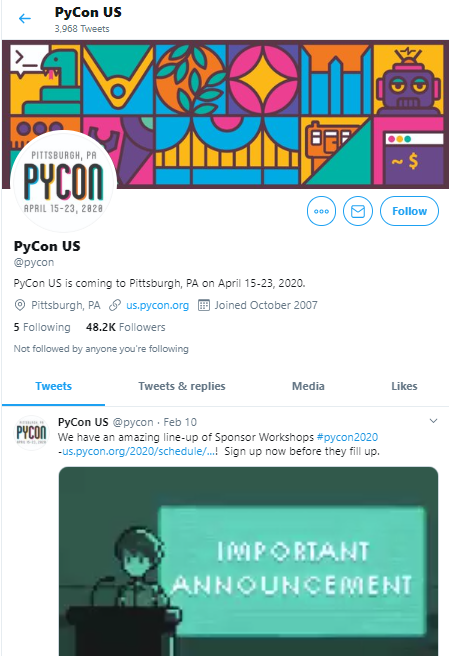 PyCon US
3,968 Tweets
~ $
PITTSBURGH, PA
PYCON
APRIL 15-23, 2020
Follow
PyCon US
@pycon
PyCon US is coming to Pittsburgh, PA on April 15-23, 2020.
Pittsburgh, PA us.pycon.org Joined October 2007
5 Following 48.2K Followers
Not followed by anyone you're following
Tweets Tweets & replies Media Likes
PyCon US @pycon · Feb 10
PYCON
We have an amazing line-up of Sponsor Workshops #pycon2020
-us.pycon.org/2020/schedule/...! Sign up now before they fill up.
IMPORTANT
ANNOUNCEMENT